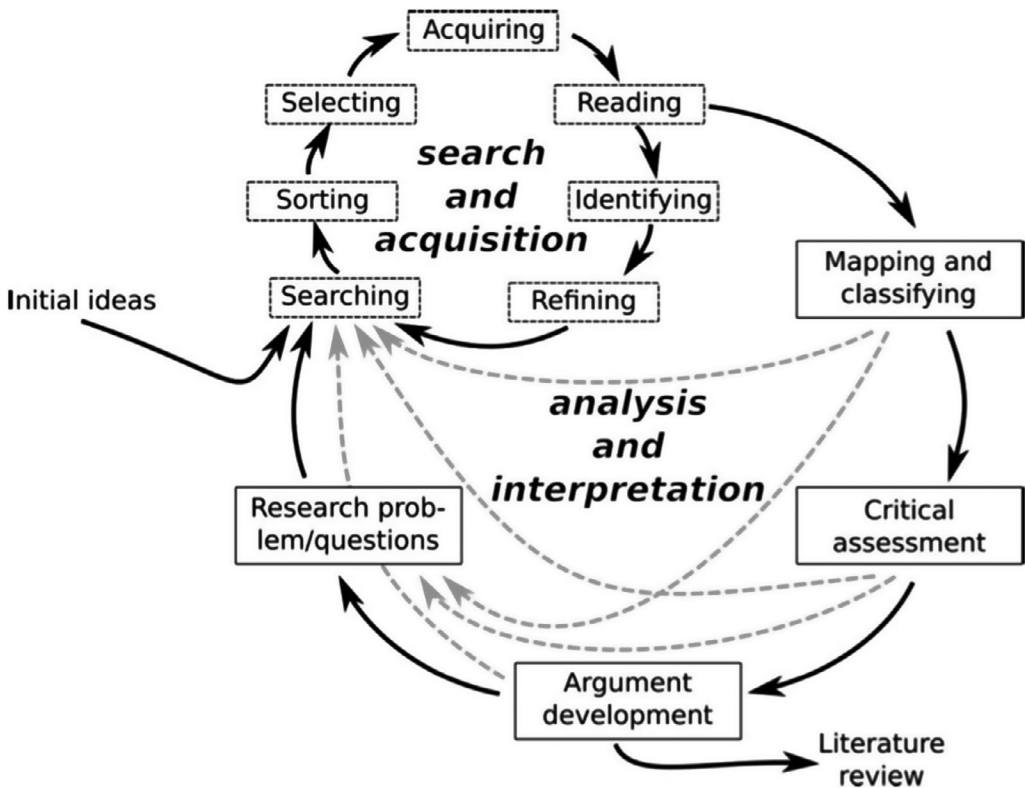 Acquiring
Selecting
Reading
search
and
acquisition
Sorting
Identifying
Mapping and
classifying
Searching
Refining
Initial ideas
analysis
and
interpretation
Research prob-
lem/questions
Critical
assessment
Argument
development
Literature
review